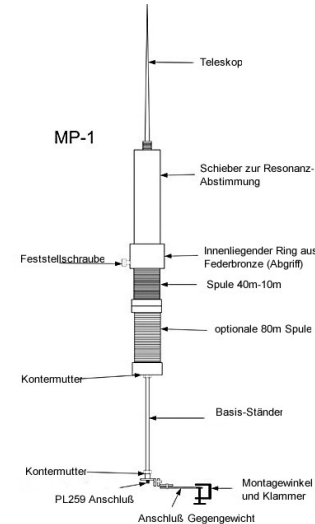 Teleskop
MP-1
Schieber zur Resonanz-
Abstimmung
Innenliegender Ring aus
Federbronze (Abgriff)
Feststellschraube
Spule 40m-10m
optionale 80m Spule
Kontermutter
Basis-Ständer
Kontermutter
Montagewinkel
und Klammer
PL259 Anschluß
Anschluß Gegengewicht